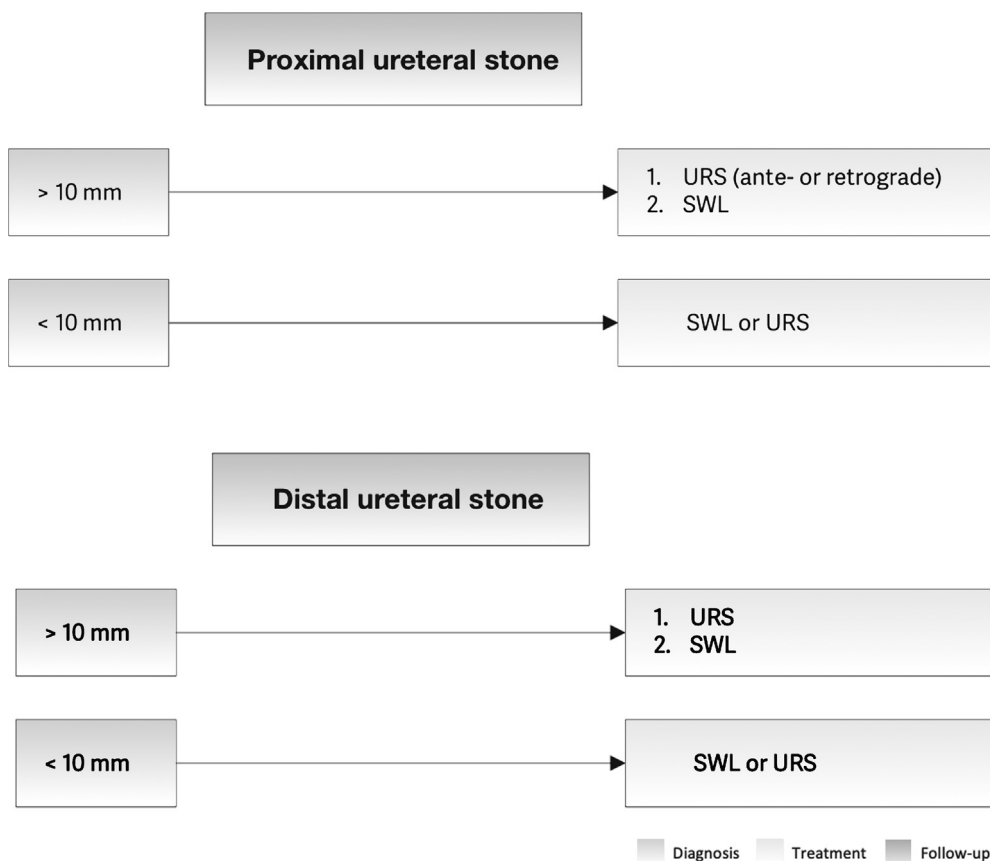 Proximal ureteral stone
> 10 mm
1. URS (ante- or retrograde)
2. SWL
< 10 mm
SWL or URS
Distal ureteral stone
> 10 mm
1. URS
2. SWL
< 10 mm
SWL or URS
Diagnosis Treatment Follow-up